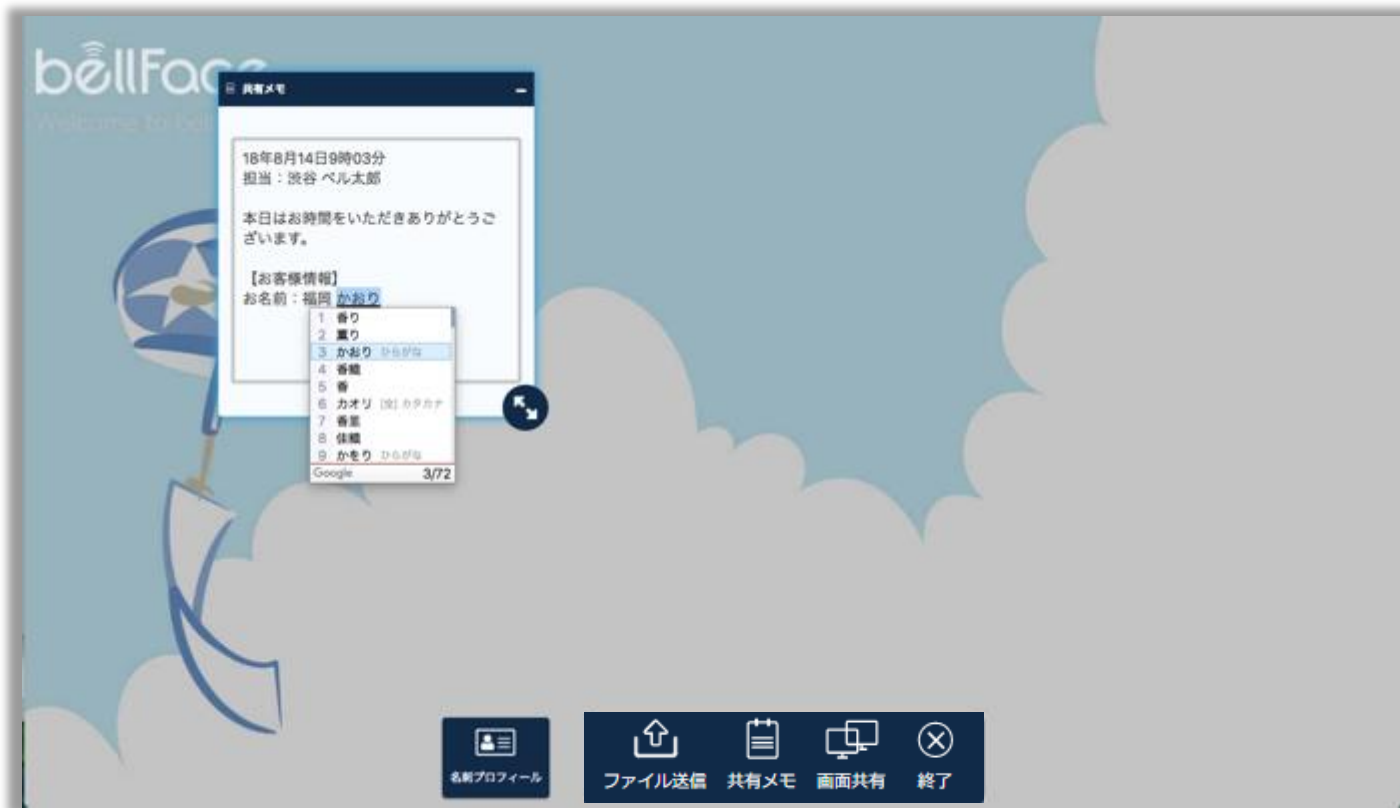 bellFace
Welcome to bel
共有メモ
18年8月14日9時03分
担当：渋谷 ベル太郎
本日はお時間をいただきありがとうご
ざいます。
【お客様情報】
お名前：福岡 かおり
1 香り
2 薫り
3 かおり ひらがな
4 香織
5 香
6 カオリ [全] カタカナ
7 香里
8 佳織
9 かをり ひらがな
Google 3/72
名刺プロフィール
ファイル送信 共有メモ 画面共有 終了